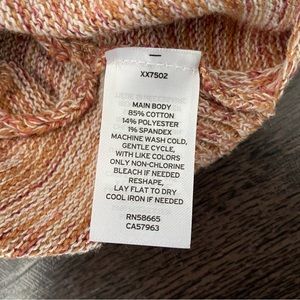 XX7502
MAIN BODY
85% COTTON
14% POLYESTER
1% SPANDEX
MACHINE WASH COLD,
GENTLE CYCLE,
WITH LIKE COLORS
ONLY NON-CHLORINE
BLEACH IF NEEDED
RESHAPE,
LAY FLAT TO DRY
COOL IRON IF NEEDED
RN58665
CA57963